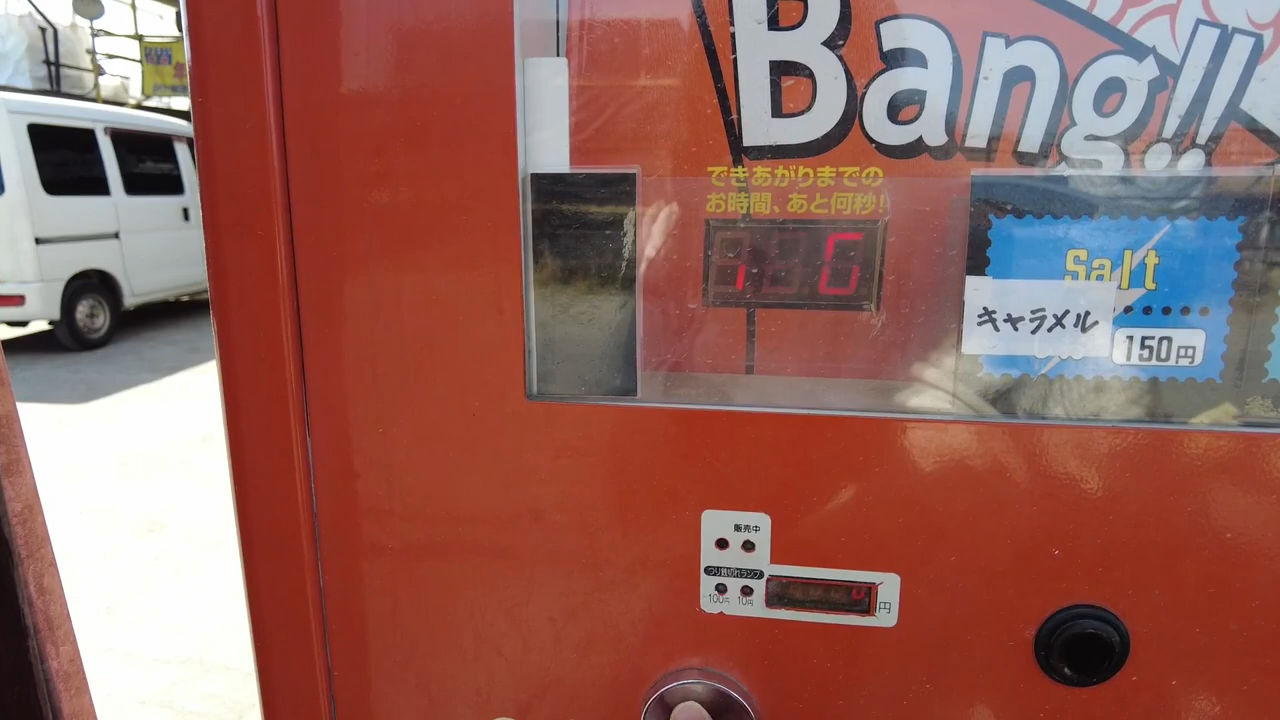 Bang!!
できあがりまでの
お時間、あと何秒!
Salt
キャラメル
150円
販売中
つり銭切れランプ
100円 10円
円